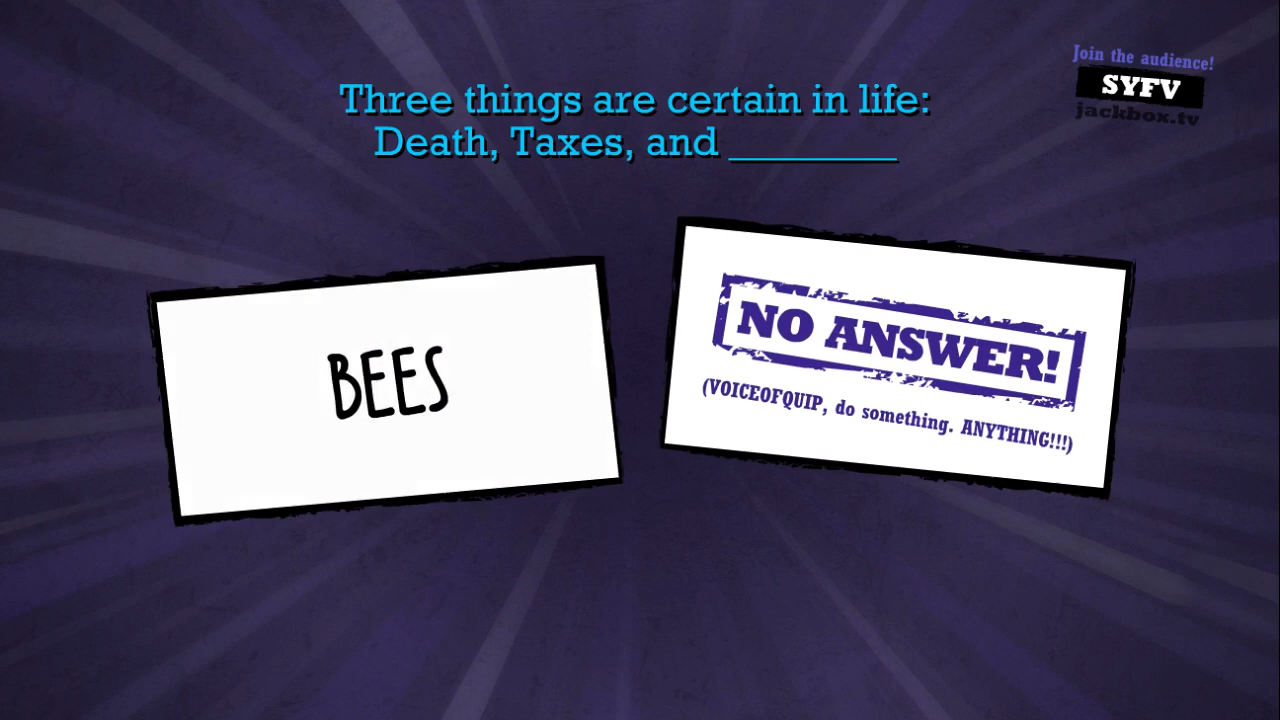 Join the audience!
SYFV
jackbox.tv
Three things are certain in life:
Death, Taxes, and ________
BEES
NO ANSWER!
(VOICEOFQUIP, do something. ANYTHING!!!)